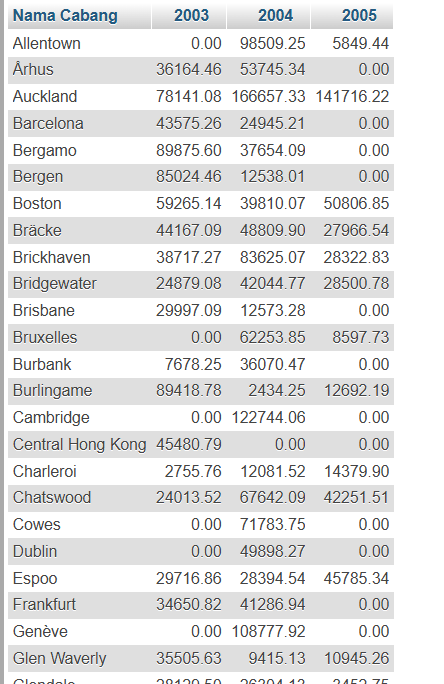 Nama Cabang 2003 2004 2005
Allentown 0.00 98509.25 5849.44
Århus 36164.46 53745.34 0.00
Auckland 78141.08 166657.33 141716.22
Barcelona 43575.26 24945.21 0.00
Bergamo 89875.60 37654.09 0.00
Bergen 85024.46 12538.01 0.00
Boston 59265.14 39810.07 50806.85
Bräcke 44167.09 48809.90 27966.54
Brickhaven 38717.27 83625.07 28322.83
Bridgewater 24879.08 42044.77 28500.78
Brisbane 29997.09 12573.28 0.00
Bruxelles 0.00 62253.85 8597.73
Burbank 7678.25 36070.47 0.00
Burlingame 89418.78 2434.25 12692.19
Cambridge 0.00 122744.06 0.00
Central Hong Kong 45480.79 0.00 0.00
Charleroi 2755.76 12081.52 14379.90
Chatswood 24013.52 67642.09 42251.51
Cowes 0.00 71783.75 0.00
Dublin 0.00 49898.27 0.00
Espoo 29716.86 28394.54 45785.34
Frankfurt 34650.82 41286.94 0.00
Genève 0.00 108777.92 0.00
Glen Waverly 35505.63 9415.13 10945.26